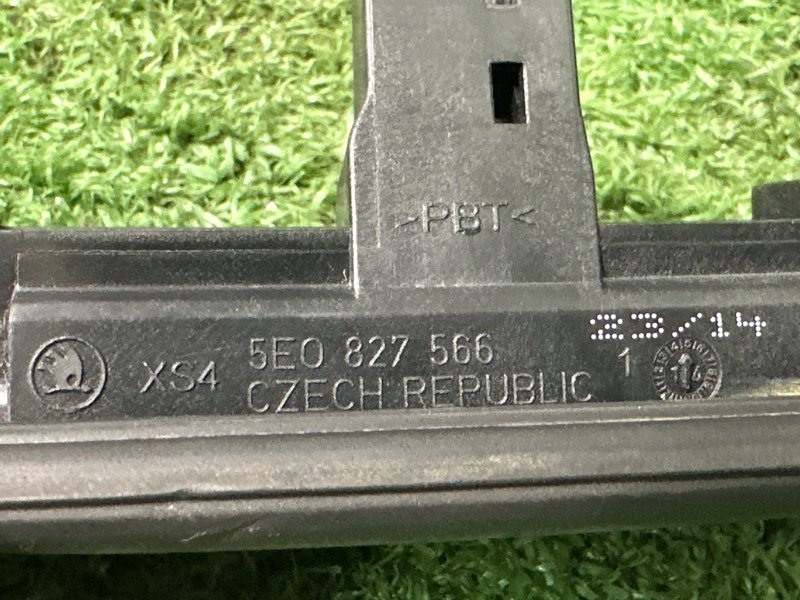 >PBT<
23/14
XS4 5E0 827 566 1
CZECH REPUBLIC